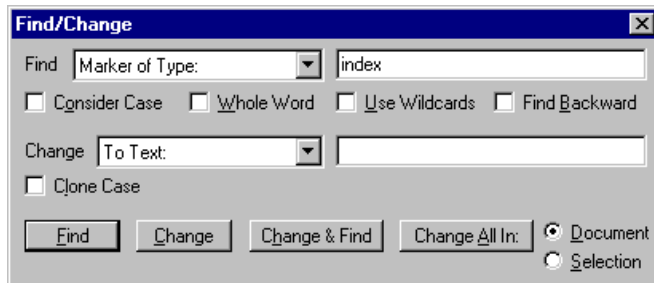 Find/Change
Find Marker of Type: index
Consider Case Whole Word Use Wildcards Find Backward
Change To Text:
Clone Case
Find Change Change & Find Change All In: Document
Selection